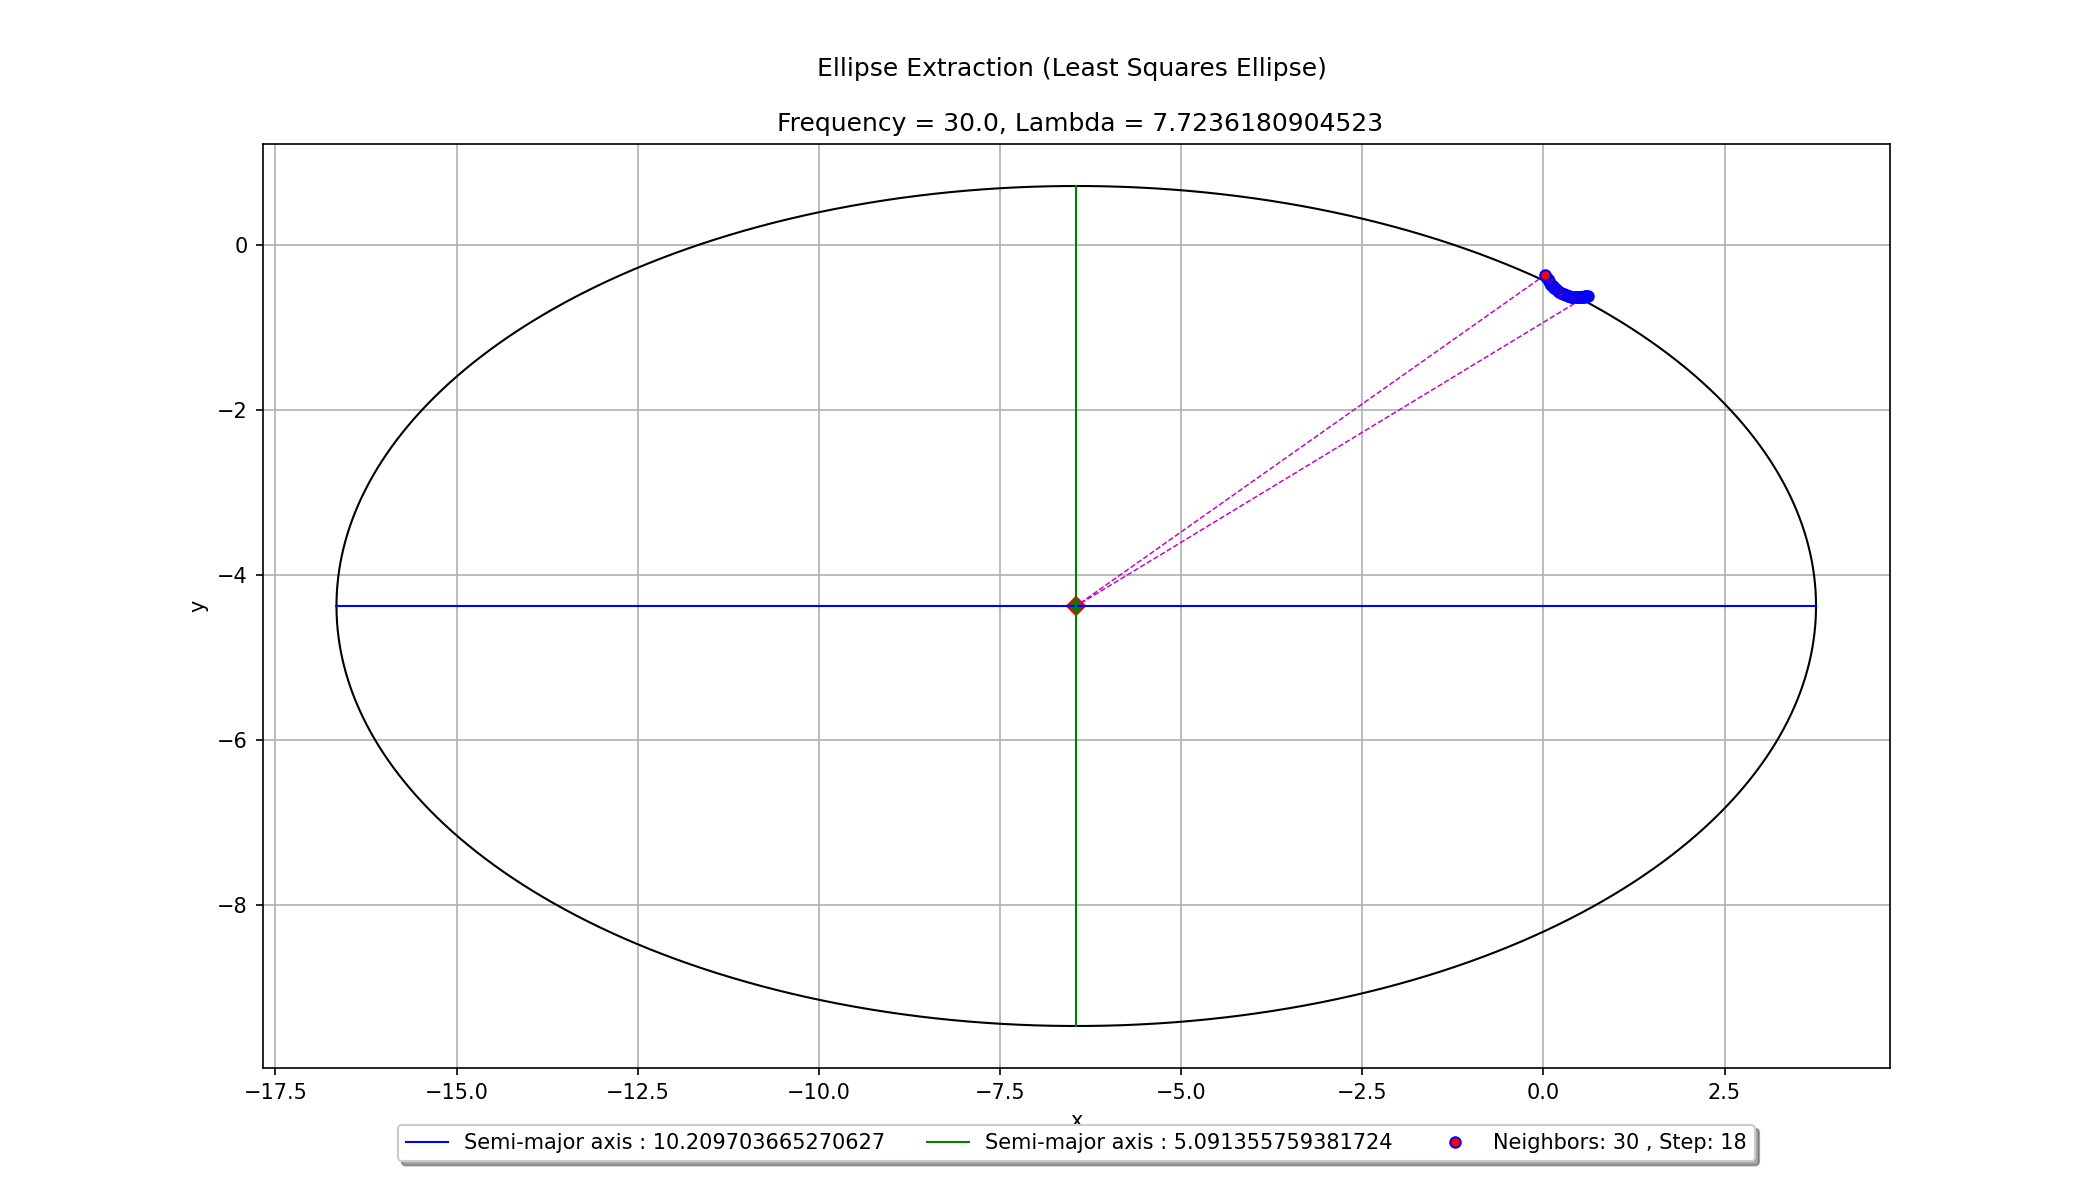 Ellipse Extraction (Least Squares Ellipse)
Frequency = 30.0, Lambda = 7.7236180904523
0
−2
−4
−6
−8
y
−17.5 −15.0 −12.5 −10.0 −7.5 −5.0 −2.5 0.0 2.5
x
Semi-major axis : 10.209703665270627 Semi-major axis : 5.091355759381724 Neighbors: 30 , Step: 18